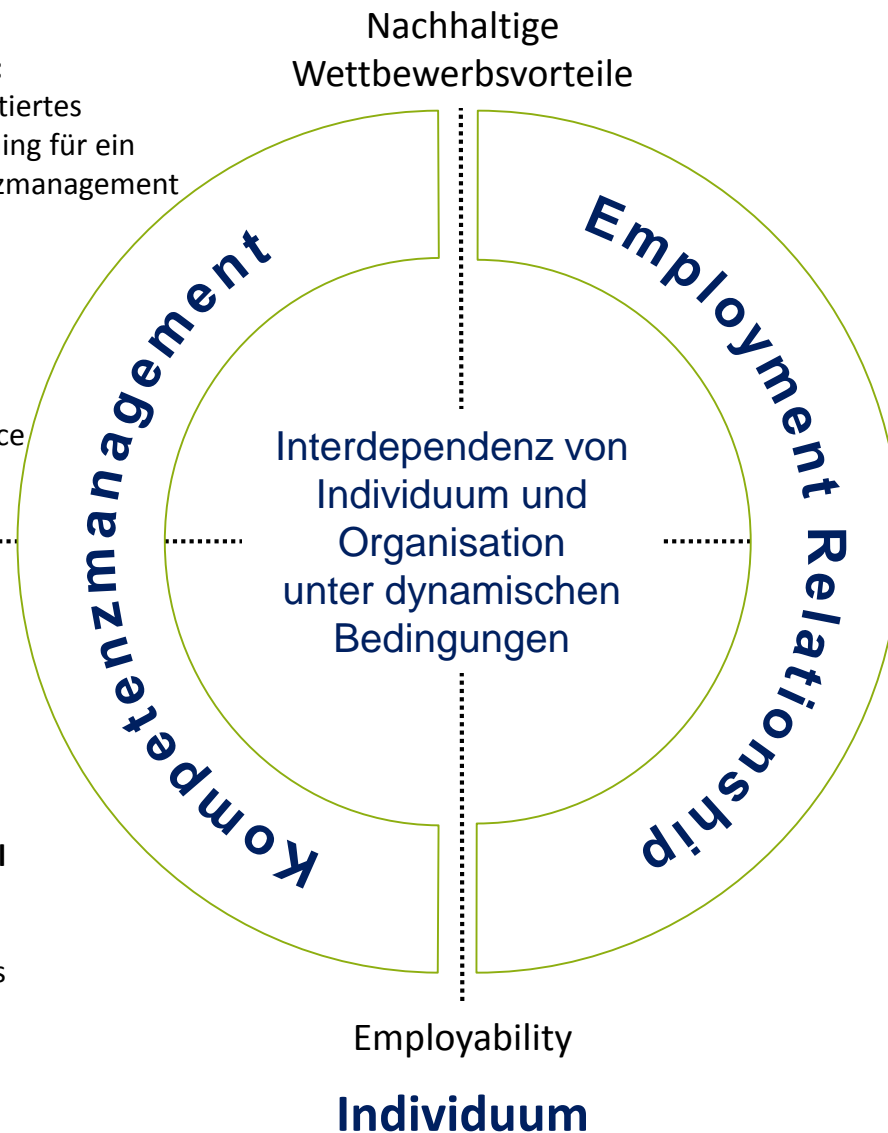 Nachhaltige
Wettbewerbsvorteile
:
tiertes
ing für ein
zmanagement
Kompetenzmanagement
Employment Relationship
ce
Interdependenz von
Individuum und
Organisation
unter dynamischen
Bedingungen
l
s
Employability
Individuum